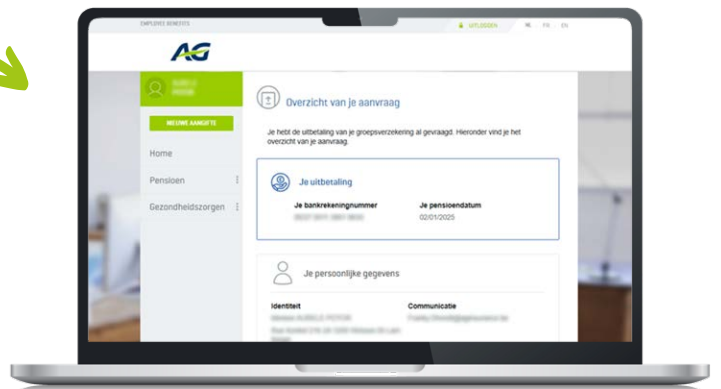 EMPLOYEE BENEFITS
UITLOGGEN NL FR EN
AG
NIEUWE AANGIFTE
Home
Pensioen
Gezondheidszorgen
Overzicht van je aanvraag
Je hebt de uitbetaling van je groepsverzekering al gevraagd. Hieronder vind je het
overzicht van je aanvraag.
Je uitbetaling
Je bankrekeningnummer Je pensioendatum
02/01/2025
Je persoonlijke gegevens
Identiteit Communicatie